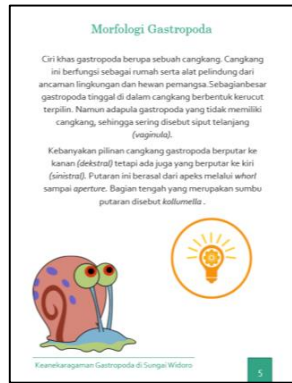 Morfologi Gastropoda
Ciri khas gastropoda berupa sebuah cangkang. Cangkang
ini berfungsi sebagai rumah serta alat pelindung dari
ancaman lingkungan dan hewan pemangsa.Sebagianbesar
gastropoda tinggal di dalam cangkang berbentuk kerucut
terpilin. Namun adapula gastropoda yang tidak memiliki
cangkang, sehingga sering disebut siput telanjang
(vaginula).
Kebanyakan pilinan cangkang gastropoda berputar ke
kanan (dekstral) tetapi ada juga yang berputar ke kiri
(sinistral). Putaran ini berasal dari apeks melalui whorl
sampai aperture. Bagian tengah yang merupakan sumbu
putaran disebut kollumella .
Keanekaragaman Gastropoda di Sungai Widoro
5